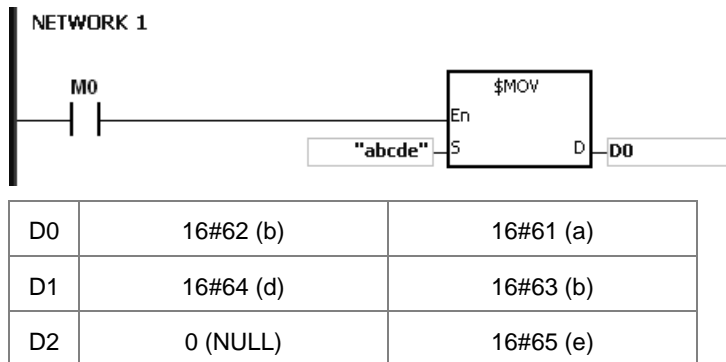 NETWORK 1
M0
$MOV
En
"abcde" S D D0
D0 16#62 (b) 16#61 (a)
D1 16#64 (d) 16#63 (b)
D2 0 (NULL) 16#65 (e)